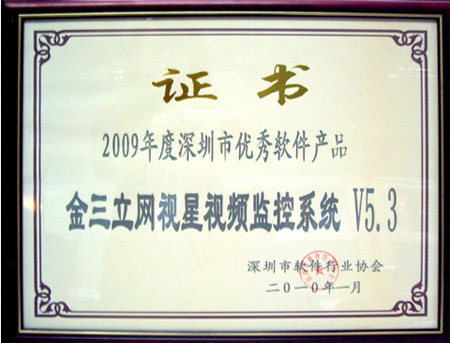 证书
2009年度深圳市优秀软件产品
金三立网视星视频监控系统 V5.3
深圳市软件行业协会
二〇一〇年一月